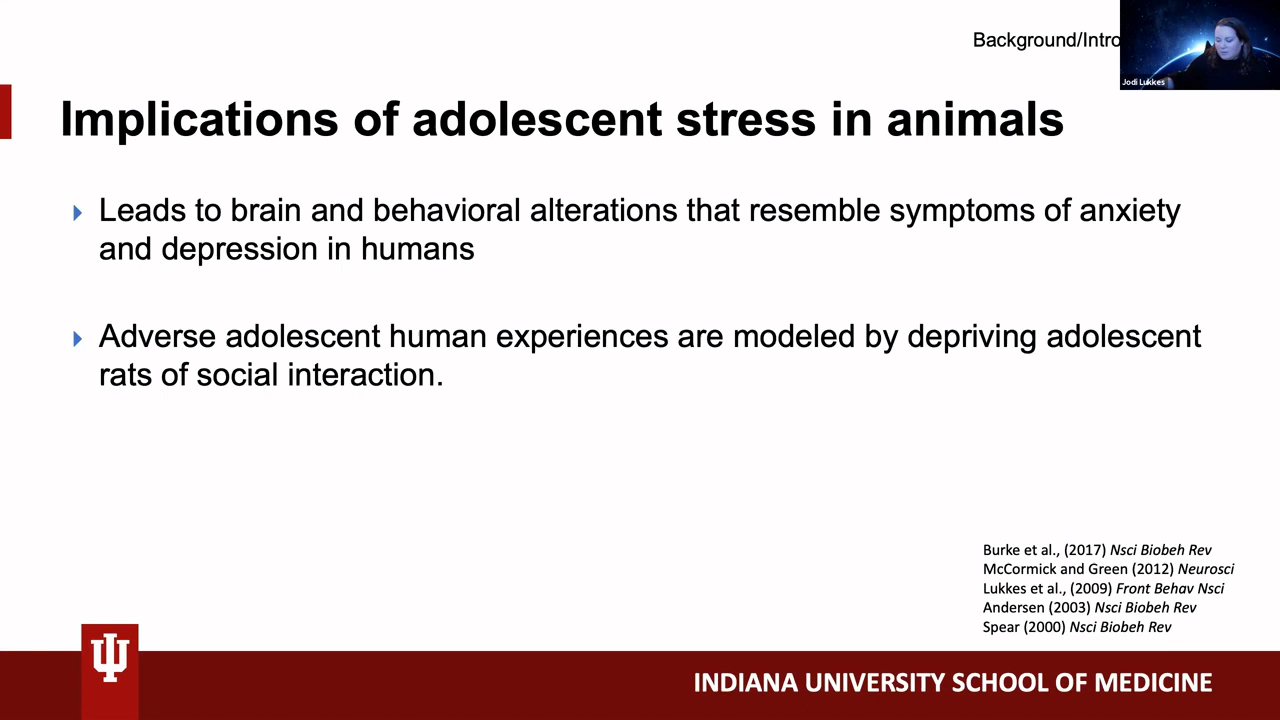 Background/Intro
Jodi Lukkes
Implications of adolescent stress in animals
Leads to brain and behavioral alterations that resemble symptoms of anxiety
and depression in humans
Adverse adolescent human experiences are modeled by depriving adolescent
rats of social interaction.
Burke et al., (2017) Nsci Biobeh Rev
McCormick and Green (2012) Neurosci
Lukkes et al., (2009) Front Behav Nsci
Andersen (2003) Nsci Biobeh Rev
Spear (2000) Nsci Biobeh Rev
INDIANA UNIVERSITY SCHOOL OF MEDICINE